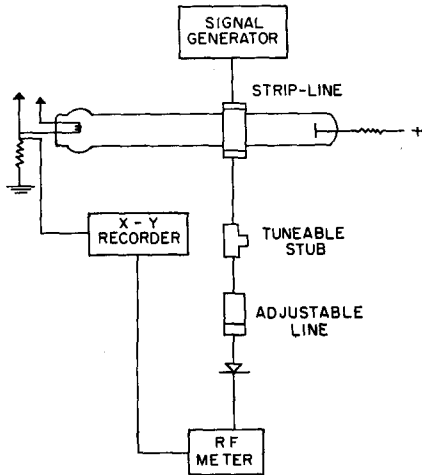 SIGNAL
GENERATOR
STRIP-LINE
+
X-Y
RECORDER
TUNEABLE
STUB
ADJUSTABLE
LINE
RF
METER